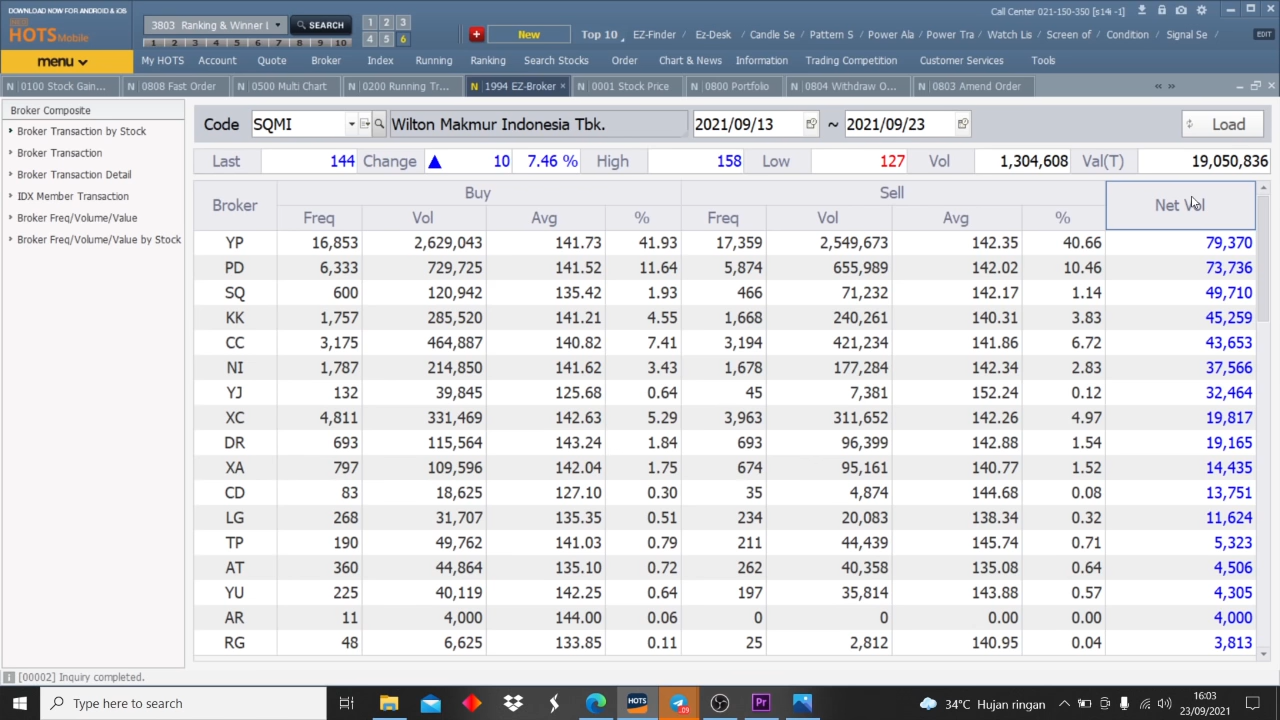 DOWNLOAD NOW FOR ANDROID & iOS
HOTS Mobile
3803 Ranking & Winner L
SEARCH
1 2 3 4 5 6 7 8 9 10
1 2 3
4 5 6
New
Top 10 EZ-Finder / EZ-Desk / Candle Se / Pattern S / Power Ala / Power Tra / Watch Lis / Screen of / Condition / Signal Se /
Call Center 021-150-350 [s14i -1]
EDIT
menu
My HOTS Account Quote Broker Index Running Ranking Search Stocks Order Chart & News Information Trading Competition Customer Services Tools
N 0100 Stock Gain... N 0808 Fast Order N 0500 Multi Chart N 0200 Running Tr... N 1994 EZ-Broker × N 0001 Stock Price N 0800 Portfolio N 0804 Withdraw O... N 0803 Amend Order
Broker Composite
Broker Transaction by Stock
Broker Transaction
Broker Transaction Detail
IDX Member Transaction
Broker Freq/Volume/Value
Broker Freq/Volume/Value by Stock
Code SQMI Wilton Makmur Indonesia Tbk. 2021/09/13 ~ 2021/09/23 Load
Last 144 Change ▲ 10 7.46 % High 158 Low 127 Vol 1,304,608 Val(T) 19,050,836
Broker Buy Sell Net Vol
Freq Vol Avg % Freq Vol Avg %
YP 16,853 2,629,043 141.73 41.93 17,359 2,549,673 142.35 40.66 79,370
PD 6,333 729,725 141.52 11.64 5,874 655,989 142.02 10.46 73,736
SQ 600 120,942 135.42 1.93 466 71,232 142.17 1.14 49,710
KK 1,757 285,520 141.21 4.55 1,668 240,261 140.31 3.83 45,259
CC 3,175 464,887 140.82 7.41 3,194 421,234 141.86 6.72 43,653
NI 1,787 214,850 141.62 3.43 1,678 177,284 142.34 2.83 37,566
YJ 132 39,845 125.68 0.64 45 7,381 152.24 0.12 32,464
XC 4,811 331,469 142.63 5.29 3,963 311,652 142.26 4.97 19,817
DR 693 115,564 143.24 1.84 693 96,399 142.88 1.54 19,165
XA 797 109,596 142.04 1.75 674 95,161 140.77 1.52 14,435
CD 83 18,625 127.10 0.30 35 4,874 144.68 0.08 13,751
LG 268 31,707 135.35 0.51 234 20,083 138.34 0.32 11,624
TP 190 49,762 141.03 0.79 211 44,439 145.74 0.71 5,323
AT 360 44,864 135.10 0.72 262 40,358 135.08 0.64 4,506
YU 225 40,119 142.25 0.64 197 35,814 143.88 0.57 4,305
AR 11 4,000 144.00 0.06 0 0 0.00 0.00 4,000
RG 48 6,625 133.85 0.11 25 2,812 140.95 0.04 3,813
[00002] Inquiry completed.
Type here to search
HOTS
Pr
34°C Hujan ringan
16:03
23/09/2021